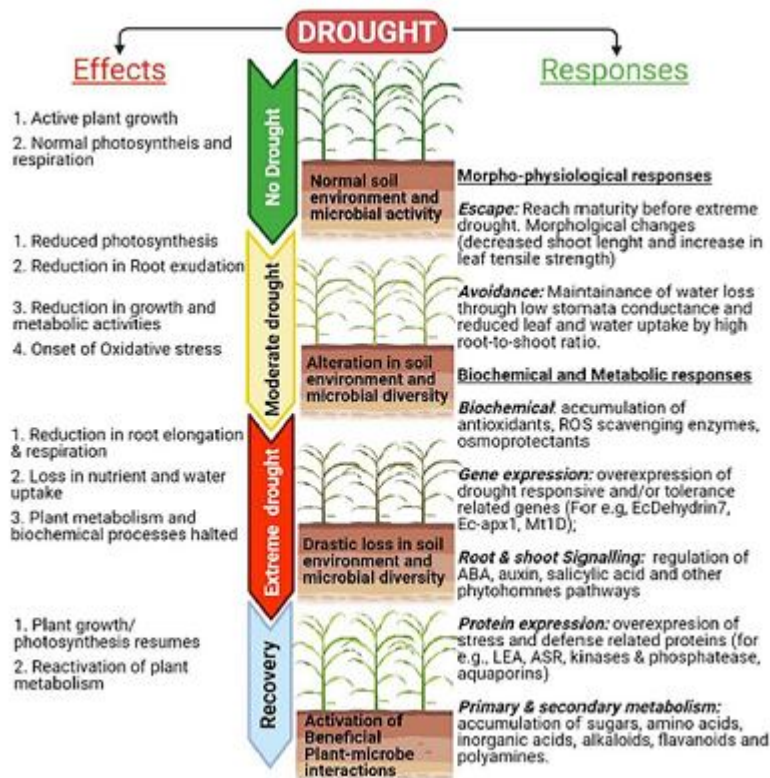 DROUGHT
Effects
1. Active plant growth
2. Normal photosyntheis and
respiration
1. Reduced photosynthesis
2. Reduction in Root exudation
3. Reduction in growth and
metabolic activities
4. Onset of Oxidative stress
1. Reduction in root elongation
& respiration
2. Loss in nutrient and water
uptake
3. Plant metabolism and
biochemical processes halted
1. Plant growth/
photosynthesis resumes
2. Reactivation of plant
metabolism
No Drought
Moderate drought
Extreme drought
Recovery
Normal soil
environment and
microbial activity
Alteration in soil
environment and
microbial diversity
Drastic loss in soil
environment and
microbial diversity
Activation of
Beneficial
Plant-microbe
interactions
Responses
Morpho-physiological responses
Escape: Reach maturity before extreme
drought. Morphologcal changes
(decreased shoot lenght and increase in
leaf tensile strength)
Avoidance: Maintainance of water loss
through low stomata conductance and
reduced leaf and water uptake by high
root-to-shoot ratio.
Biochemical and Metabolic responses
Biochemical: accumulation of
antioxidants, ROS scavenging enzymes,
osmoprotectants
Gene expression: overexpression of
drought responsive and/or tolerance
related genes (For e.g, EcDehydrin7,
Ec-apx1, Mt1D);
Root & shoot Signalling: regulation of
ABA, auxin, salicylic acid and other
phytohomnes pathways
Protein expression: overexpresion of
stress and defense related proteins (for
e.g., LEA, ASR, kinases & phosphatease,
aquaporins)
Primary & secondary metabolism:
accumulation of sugars, amino acids,
inorganic acids, alkaloids, flavanoids and
polyamines.